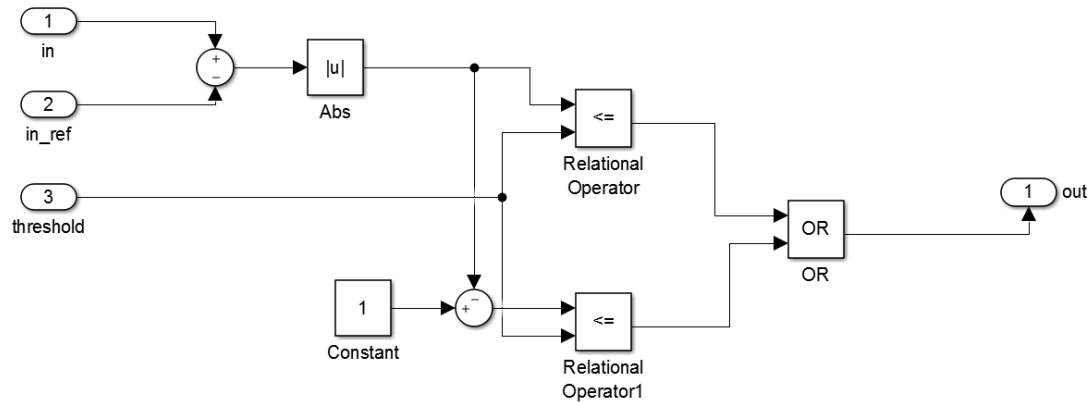 1
in
+
−
|u|
Abs
2
in_ref
<=
Relational
Operator
3
threshold
1
out
OR
OR
1
Constant
−
+
<=
Relational
Operator1